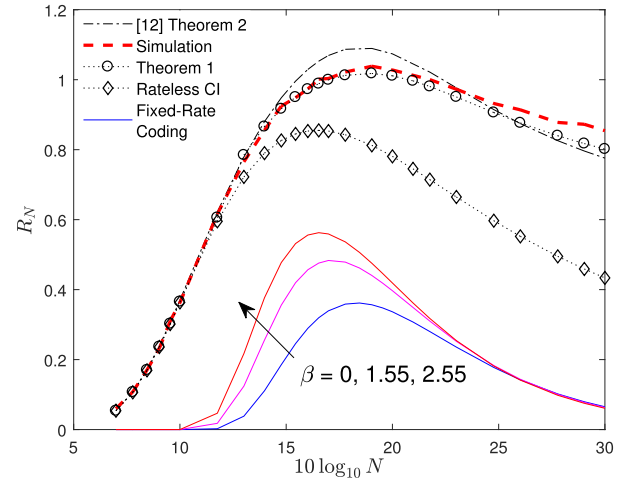 [12] Theorem 2
Simulation
Theorem 1
Rateless CI
Fixed-Rate
Coding
β = 0, 1.55, 2.55
R_N
0
0.2
0.4
0.6
0.8
1
1.2
5
10
15
20
25
30
10 log₁₀ N